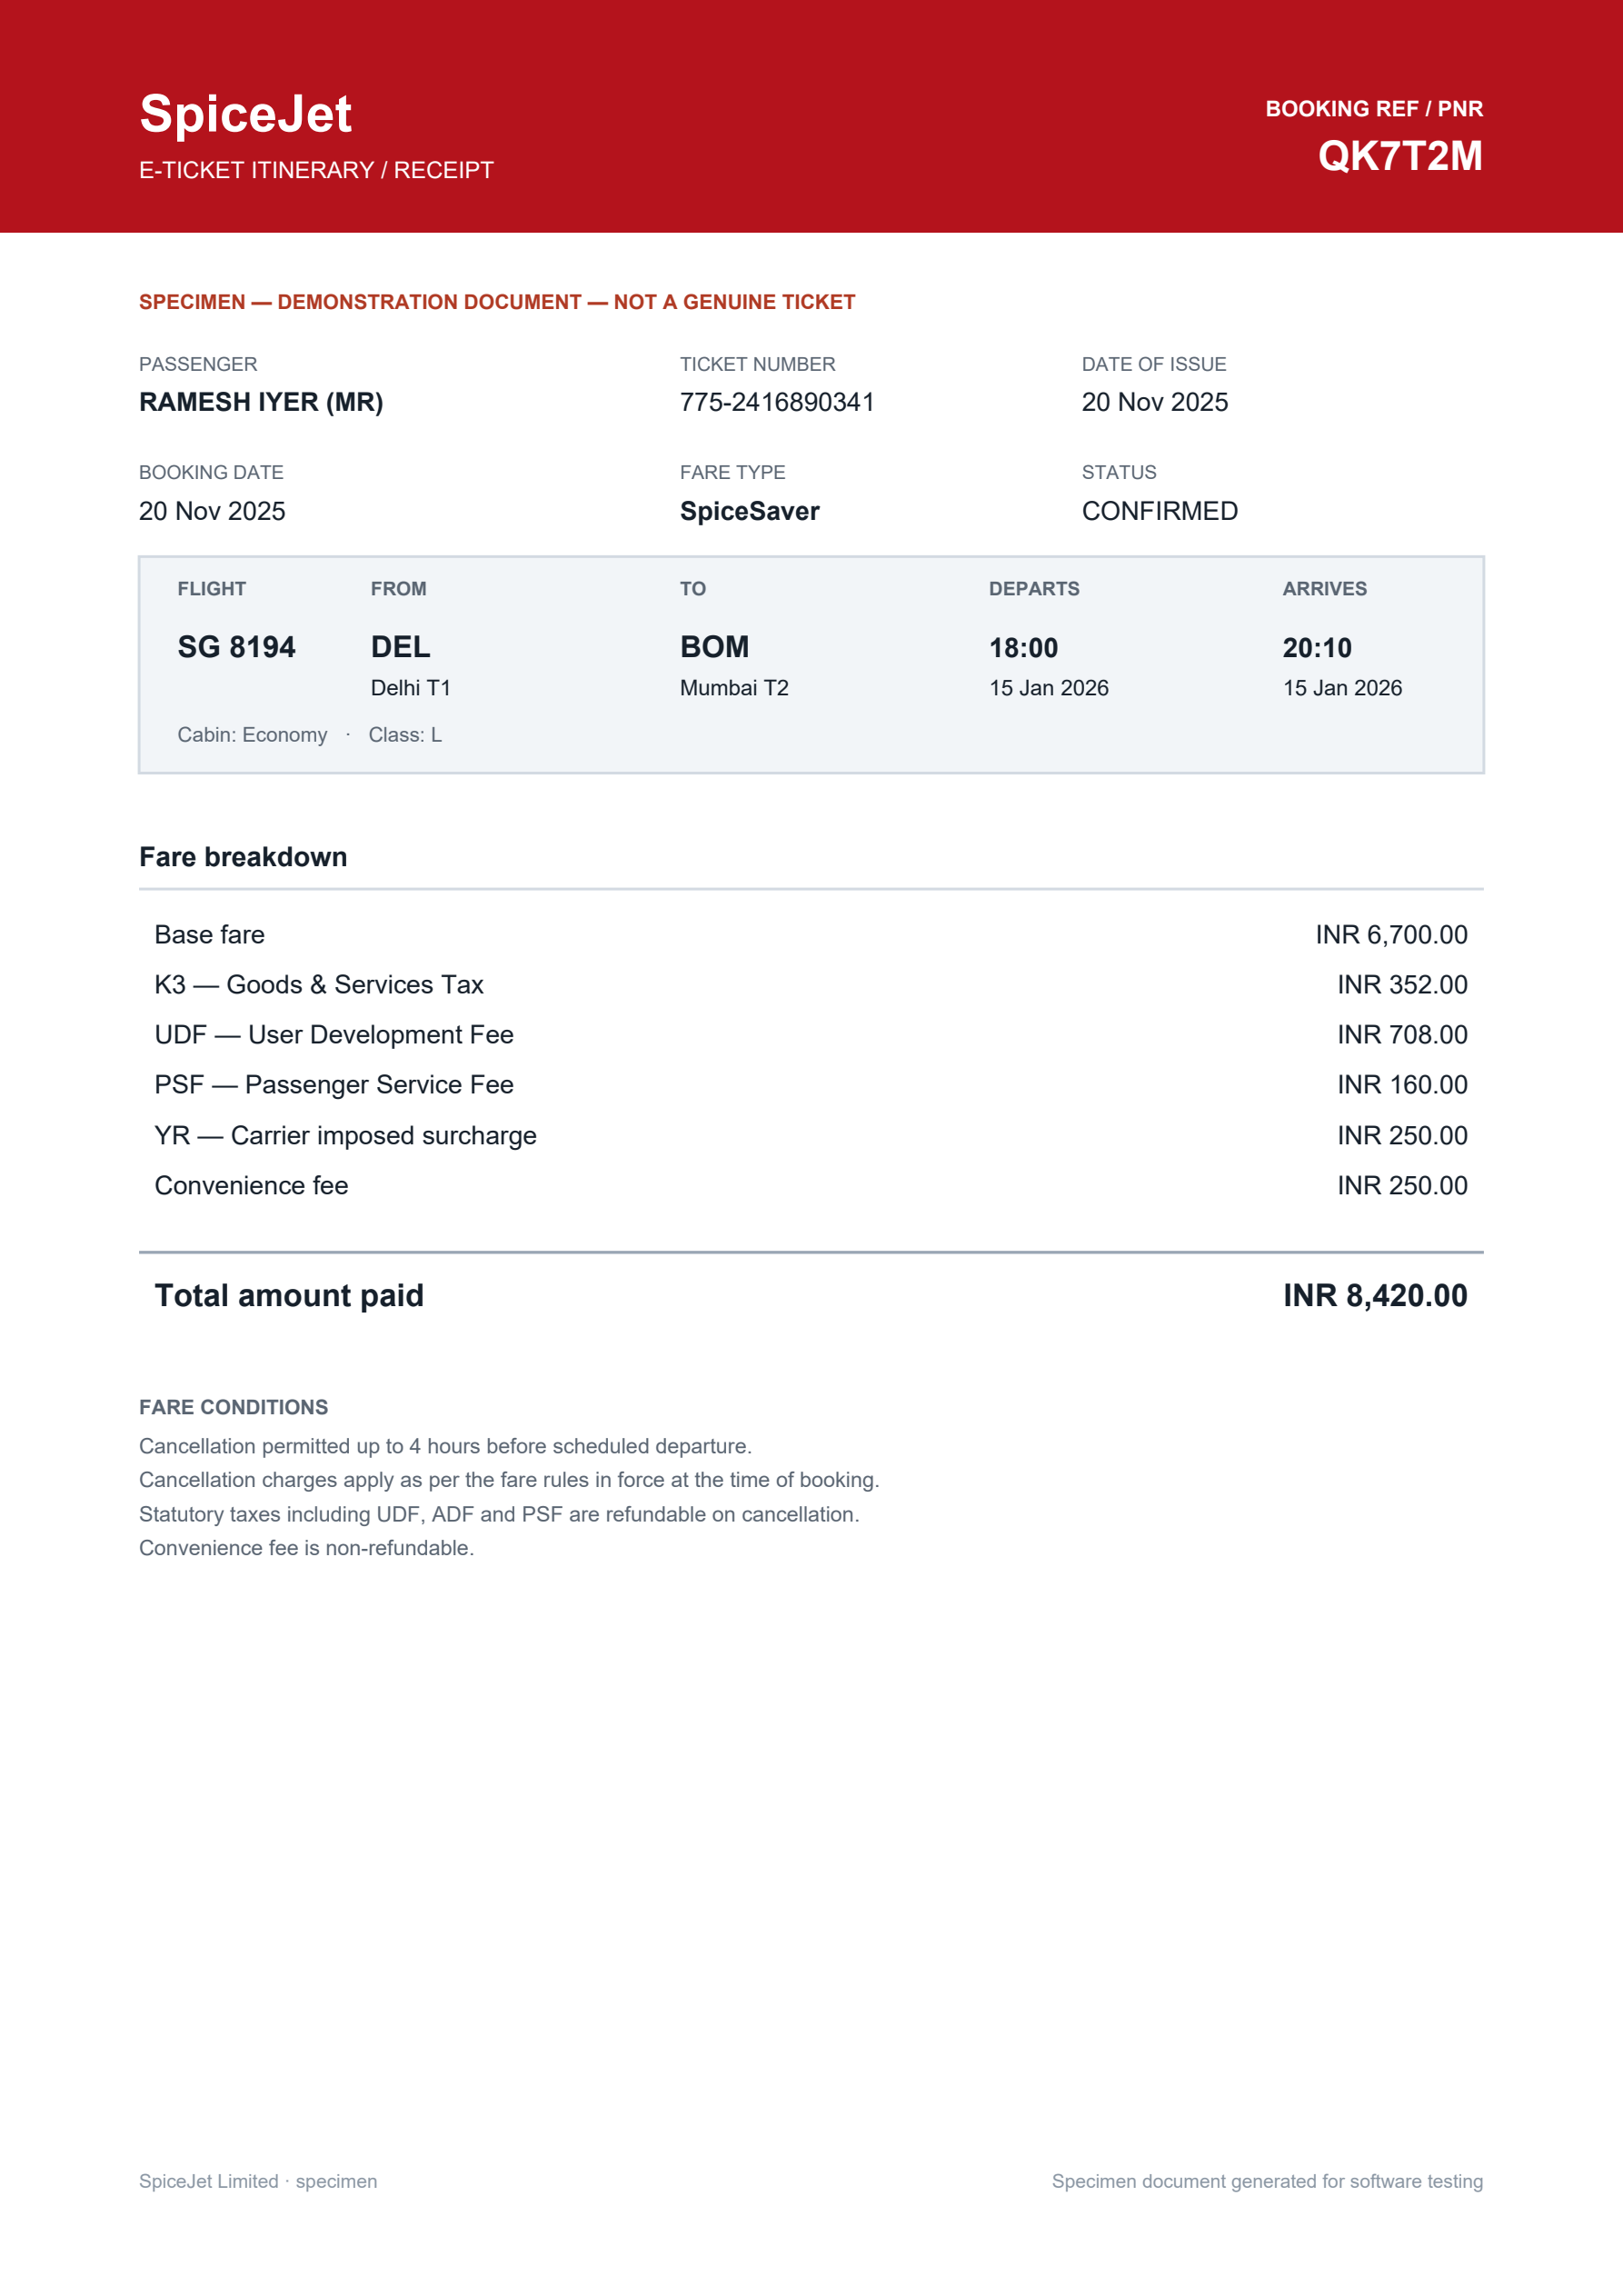 SpiceJet
E-TICKET ITINERARY / RECEIPT
BOOKING REF / PNR
QK7T2M
SPECIMEN — DEMONSTRATION DOCUMENT — NOT A GENUINE TICKET
PASSENGER TICKET NUMBER DATE OF ISSUE
RAMESH IYER (MR) 775-2416890341 20 Nov 2025
BOOKING DATE FARE TYPE STATUS
20 Nov 2025 SpiceSaver CONFIRMED
FLIGHT FROM TO DEPARTS ARRIVES
SG 8194 DEL BOM 18:00 20:10
Delhi T1 Mumbai T2 15 Jan 2026 15 Jan 2026
Cabin: Economy · Class: L
Fare breakdown
Base fare INR 6,700.00
K3 — Goods & Services Tax INR 352.00
UDF — User Development Fee INR 708.00
PSF — Passenger Service Fee INR 160.00
YR — Carrier imposed surcharge INR 250.00
Convenience fee INR 250.00
Total amount paid INR 8,420.00
FARE CONDITIONS
Cancellation permitted up to 4 hours before scheduled departure.
Cancellation charges apply as per the fare rules in force at the time of booking.
Statutory taxes including UDF, ADF and PSF are refundable on cancellation.
Convenience fee is non-refundable.
SpiceJet Limited · specimen Specimen document generated for software testing